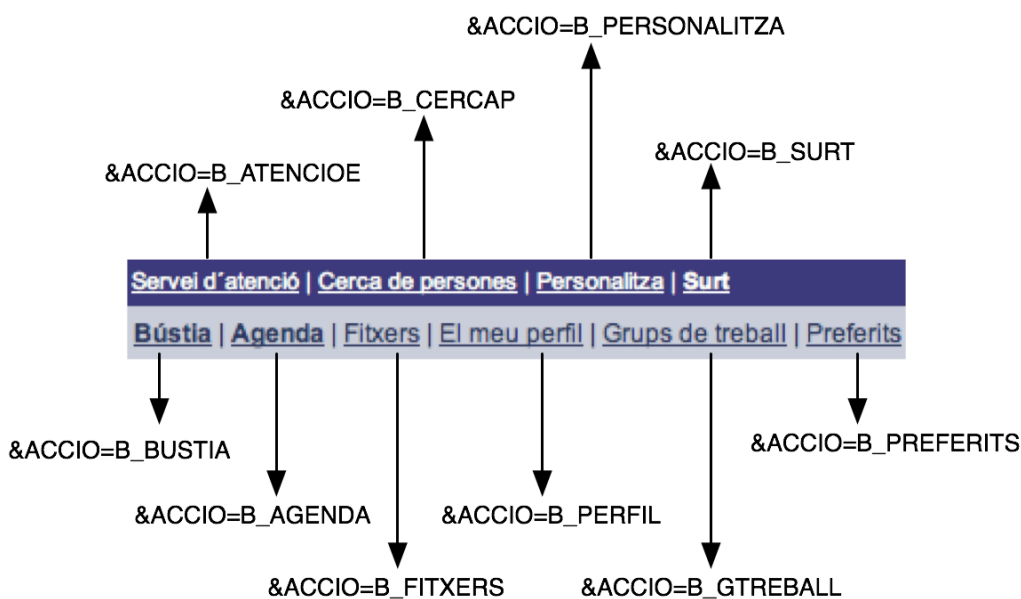 &ACCIO=B_PERSONALITZA
&ACCIO=B_CERCAP
&ACCIO=B_SURT
&ACCIO=B_ATENCIOE
Servei d´atenció | Cerca de persones | Personalitza | Surt
Bústia | Agenda | Fitxers | El meu perfil | Grups de treball | Preferits
&ACCIO=B_BUSTIA
&ACCIO=B_PREFERITS
&ACCIO=B_AGENDA
&ACCIO=B_PERFIL
&ACCIO=B_FITXERS
&ACCIO=B_GTREBALL